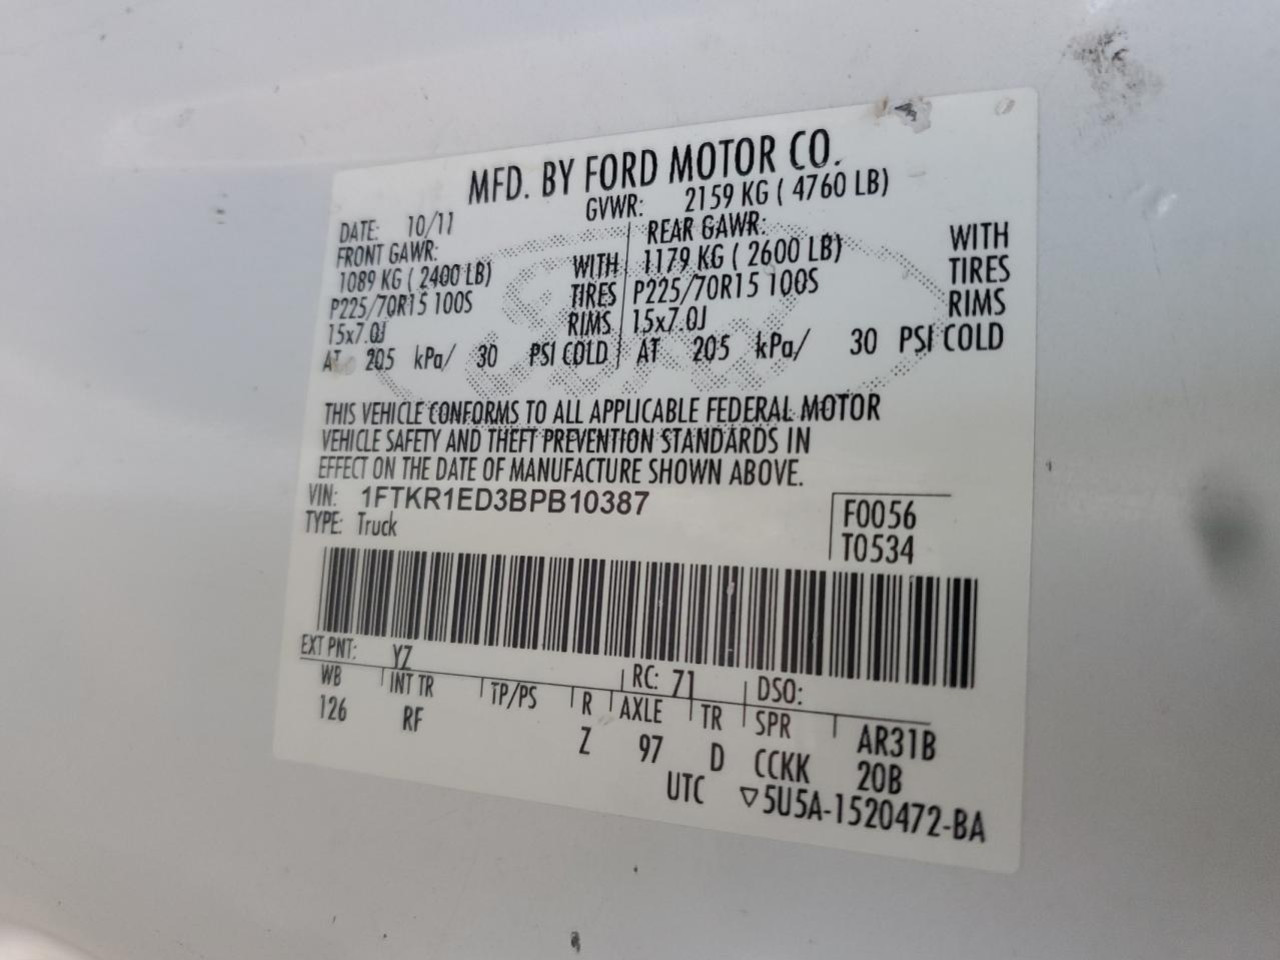 MFD. BY FORD MOTOR CO.
DATE: 10/11 GVWR: 2159 KG ( 4760 LB)
FRONT GAWR: REAR GAWR:
1089 KG ( 2400 LB) WITH 1179 KG ( 2600 LB) WITH
P225/70R15 100S TIRES P225/70R15 100S TIRES
15x7.0J RIMS 15x7.0J RIMS
AT 205 kPa/ 30 PSI COLD AT 205 kPa/ 30 PSI COLD
THIS VEHICLE CONFORMS TO ALL APPLICABLE FEDERAL MOTOR
VEHICLE SAFETY AND THEFT PREVENTION STANDARDS IN
EFFECT ON THE DATE OF MANUFACTURE SHOWN ABOVE.
VIN: 1FTKR1ED3BPB10387 F0056
TYPE: Truck T0534
EXT PNT: YZ RC: 71 DSO:
WB INT TR TP/PS R AXLE TR SPR AR31B
126 RF Z 97 D CCKK 20B
UTC ▽5U5A-1520472-BA